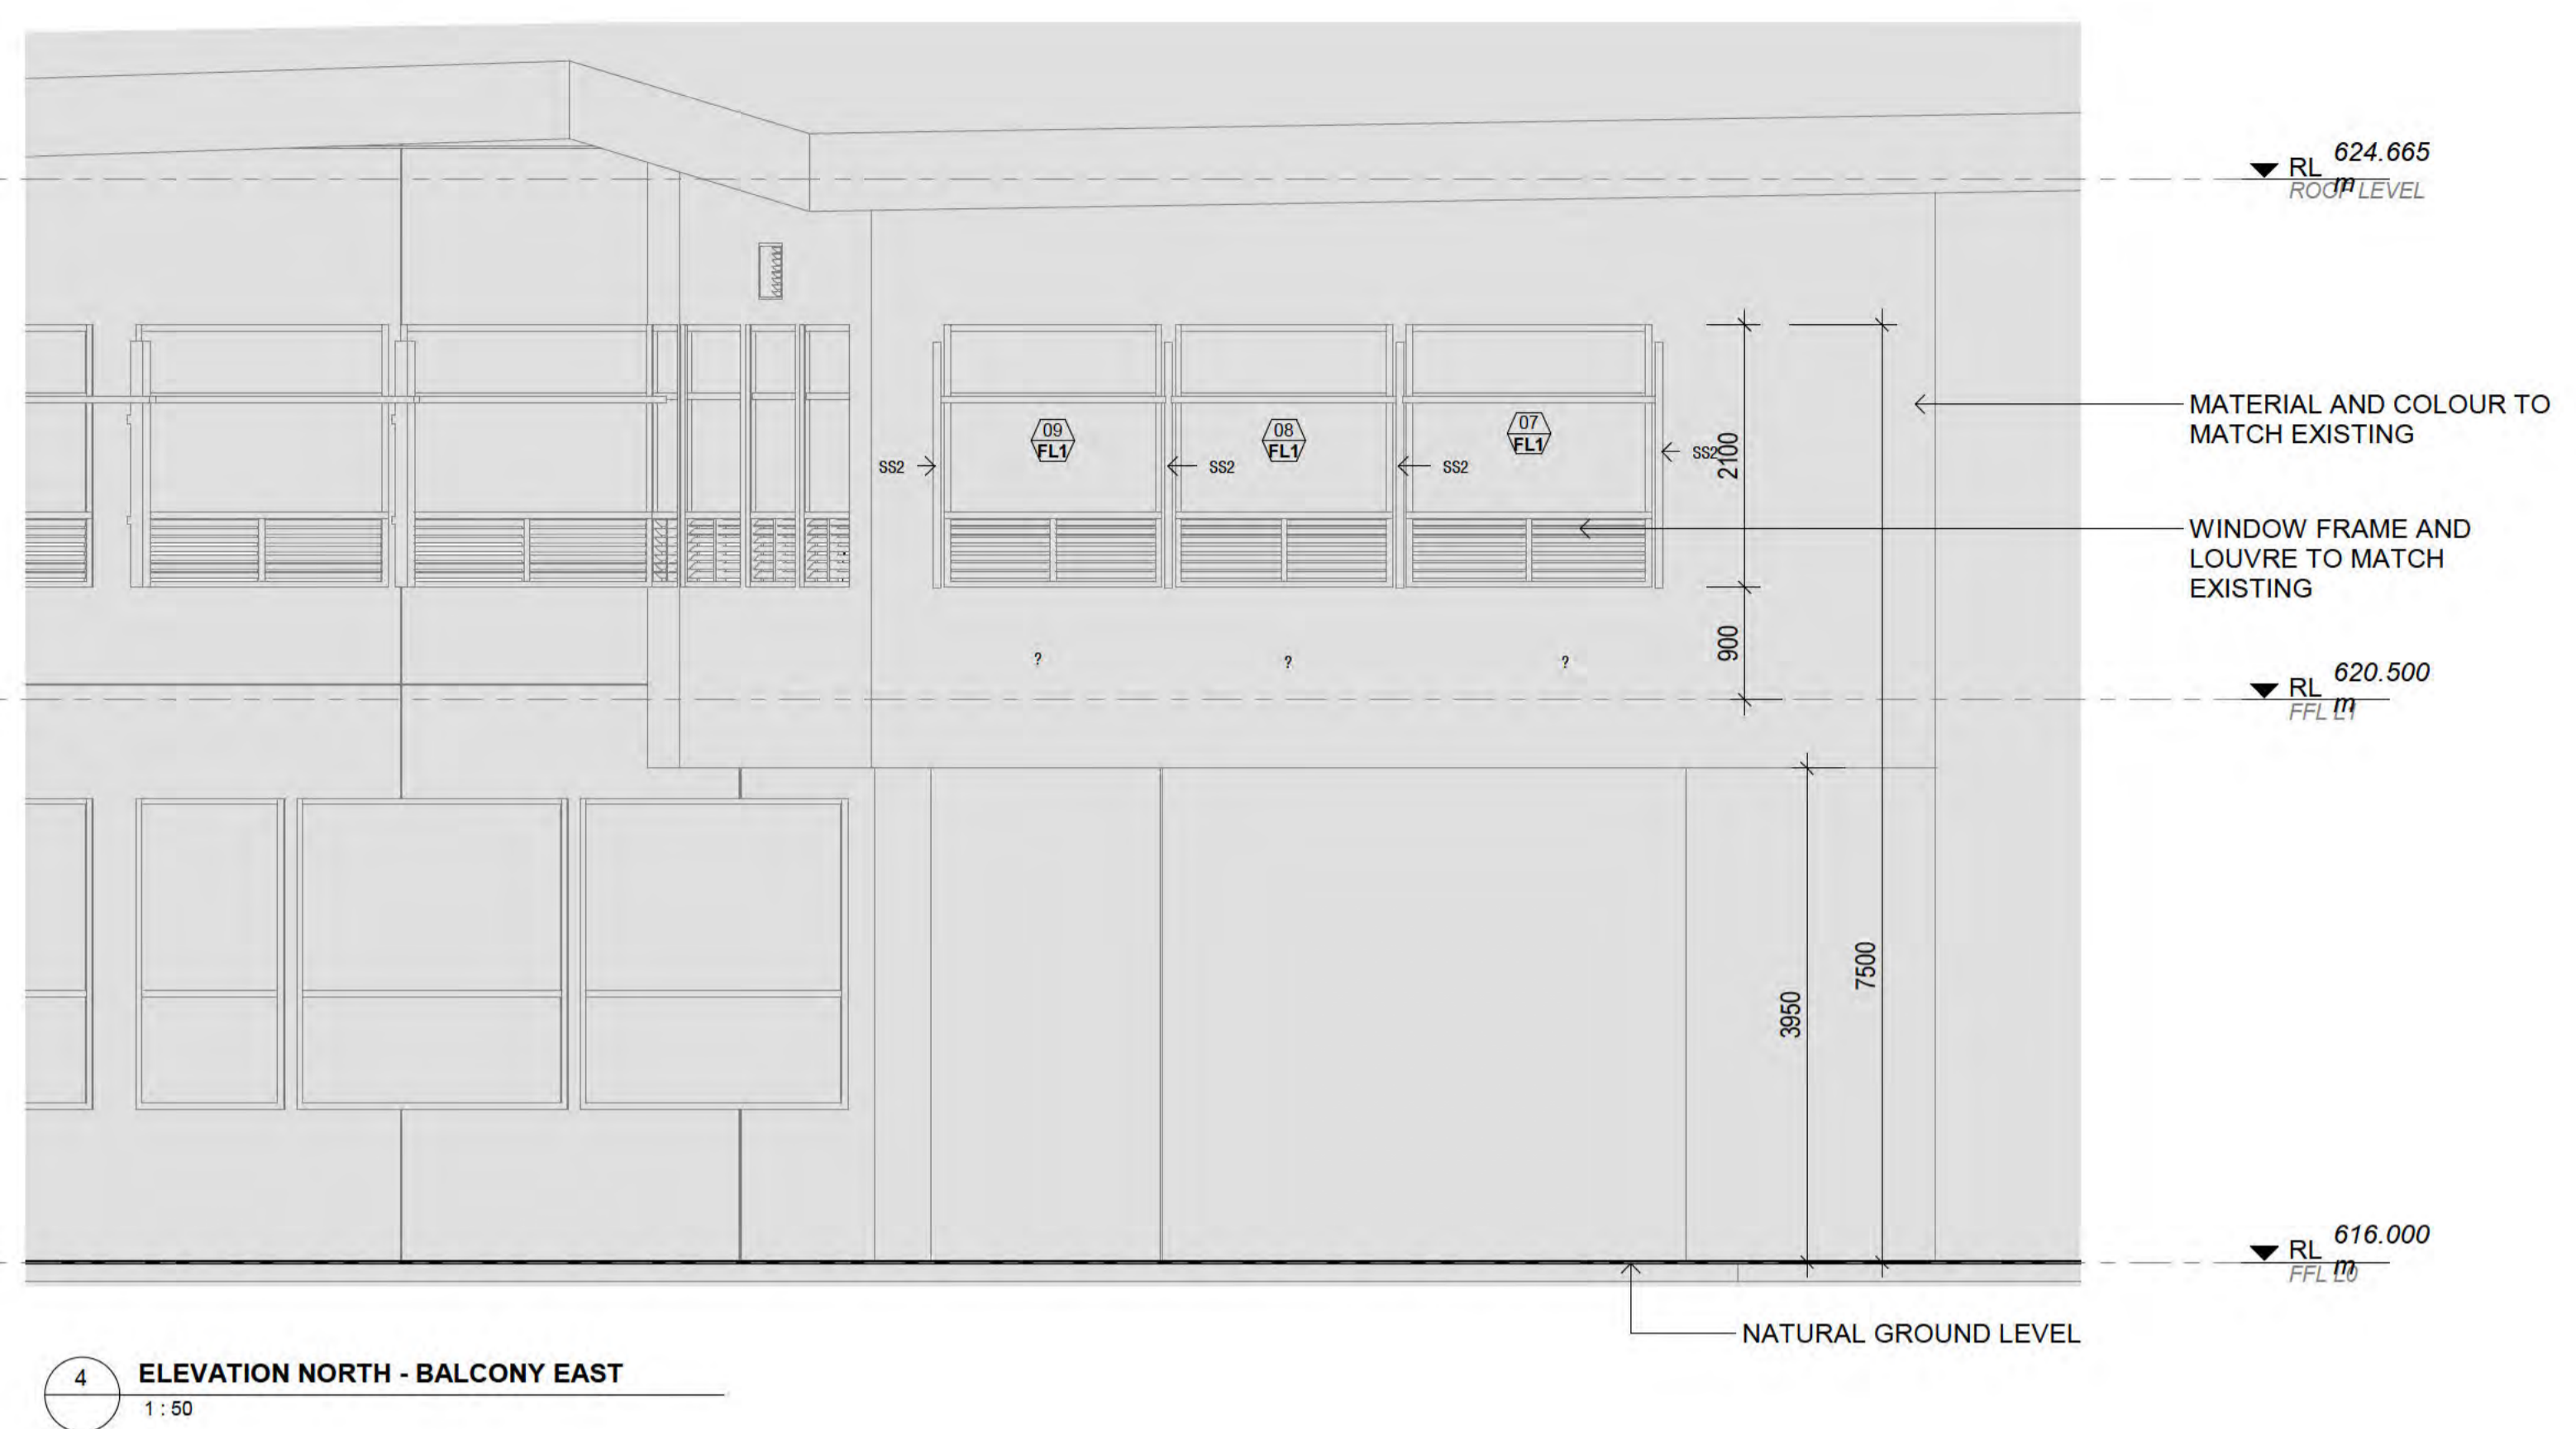 624.665
RL m
ROOF LEVEL
MATERIAL AND COLOUR TO
MATCH EXISTING
09
FL1
08
FL1
07
FL1
SS2
SS2
SS2
SS2
2100
WINDOW FRAME AND
LOUVRE TO MATCH
EXISTING
900
?
?
?
620.500
RL m
FFL L1
7500
3950
616.000
RL m
FFL L0
NATURAL GROUND LEVEL
4
ELEVATION NORTH - BALCONY EAST
1 : 50